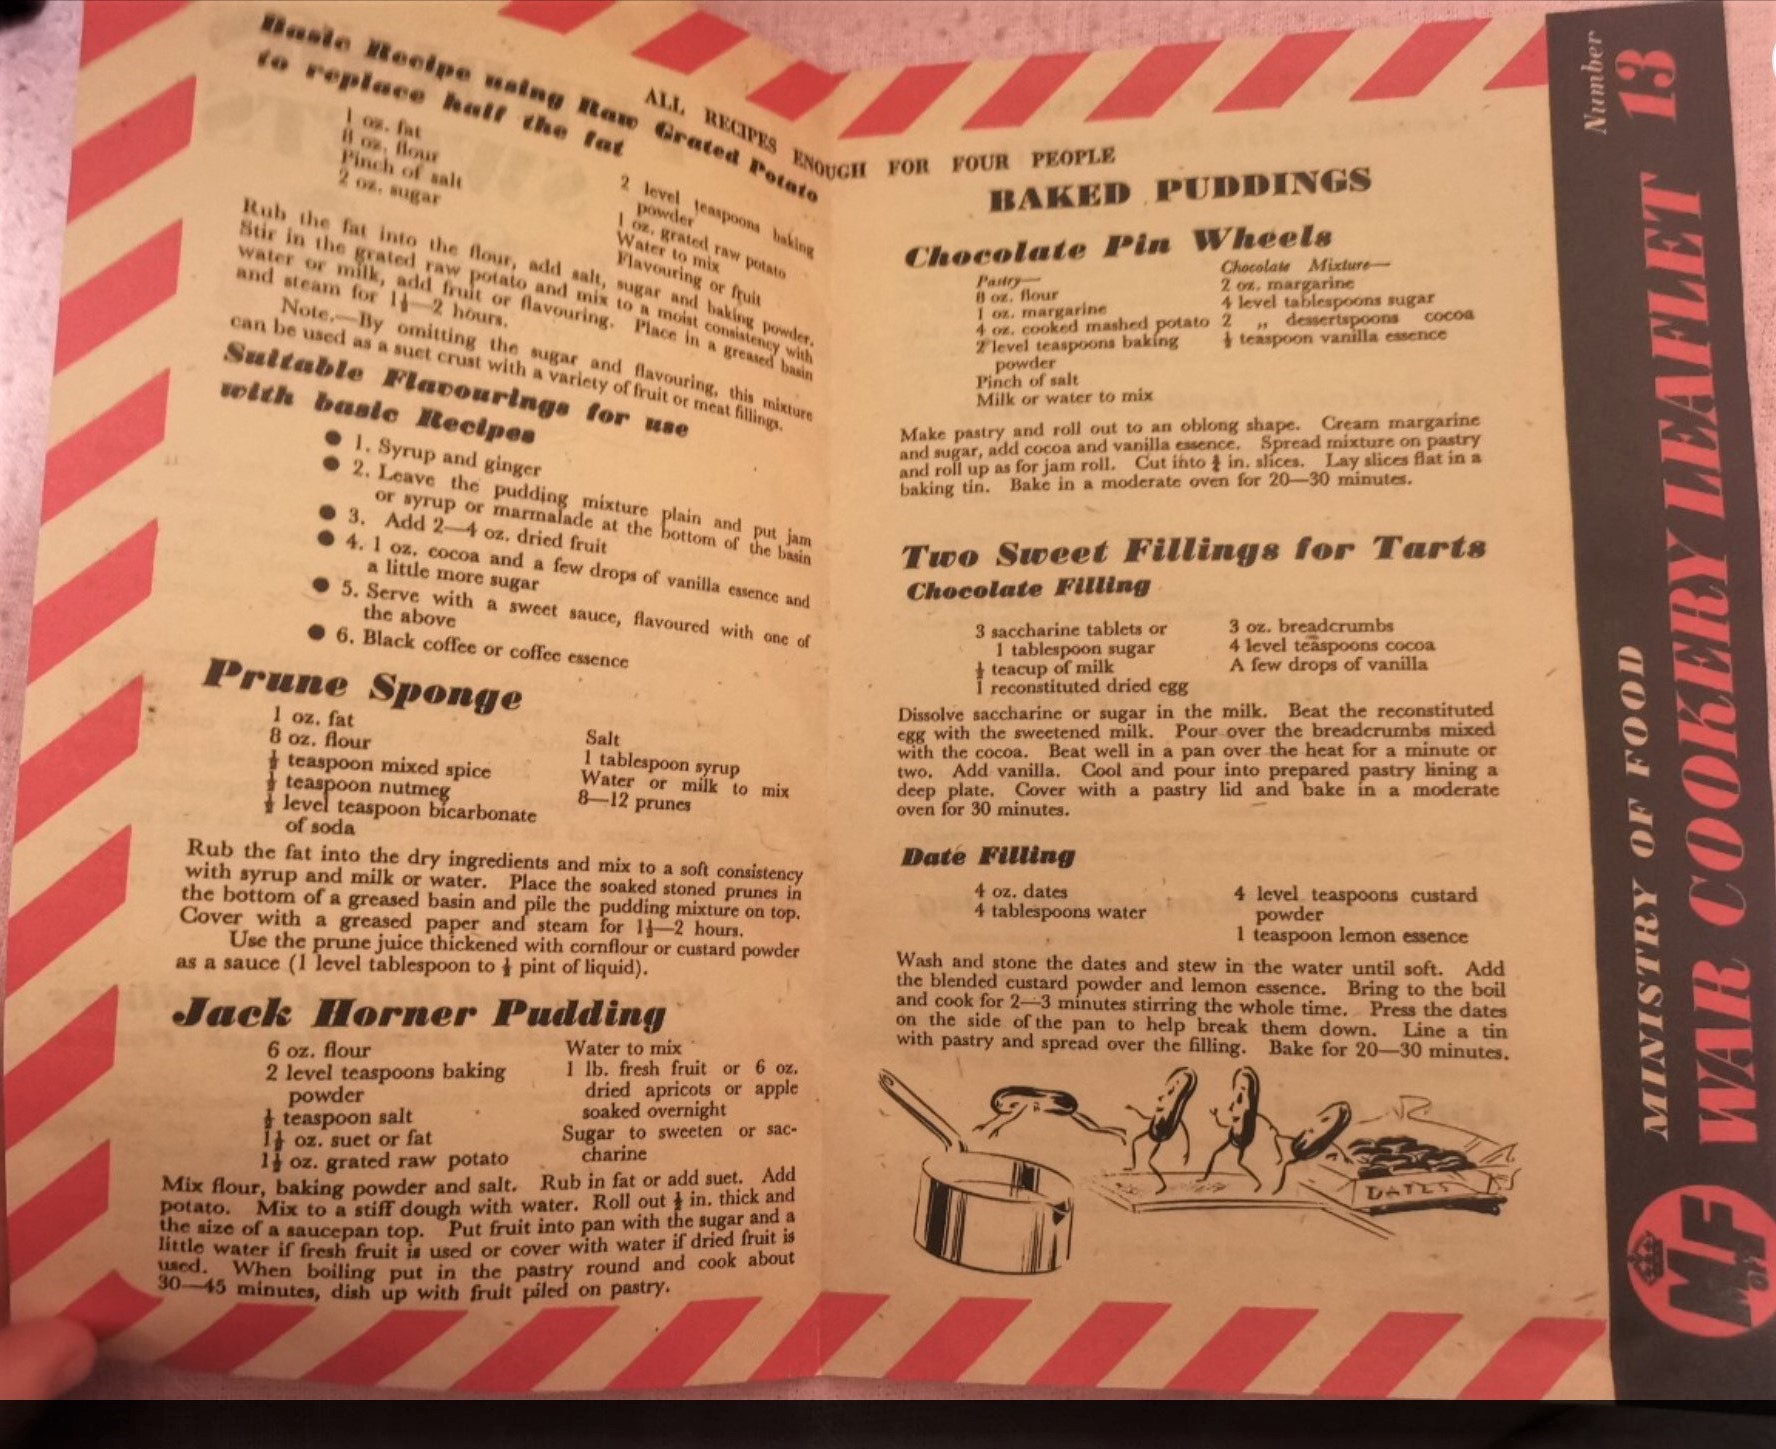 ALL RECIPES ENOUGH FOR FOUR PEOPLE
Basic Recipe using Raw Grated Potato
to replace half the fat
1 oz. fat
8 oz. flour
Pinch of salt
2 oz. sugar
2 level teaspoons baking
powder
1 oz. grated raw potato
Water to mix
Flavouring or fruit
Rub the fat into the flour, add salt, sugar and baking powder.
Stir in the grated raw potato and mix to a moist consistency with
water or milk, add fruit or flavouring. Place in a greased basin
and steam for 1½—2 hours.
Note.—By omitting the sugar and flavouring, this mixture
can be used as a suet crust with a variety of fruit or meat fillings.
Suitable Flavourings for use
with basic Recipes
● 1. Syrup and ginger
● 2. Leave the pudding mixture plain and put jam
or syrup or marmalade at the bottom of the basin
● 3. Add 2—4 oz. dried fruit
● 4. 1 oz. cocoa and a few drops of vanilla essence and
a little more sugar
● 5. Serve with a sweet sauce, flavoured with one of
the above
● 6. Black coffee or coffee essence
Prune Sponge
1 oz. fat
8 oz. flour
teaspoon mixed spice
teaspoon nutmeg
level teaspoon bicarbonate
of soda
Salt
1 tablespoon syrup
Water or milk to mix
8—12 prunes
Rub the fat into the dry ingredients and mix to a soft consistency
with syrup and milk or water. Place the soaked stoned prunes in
the bottom of a greased basin and pile the pudding mixture on top.
Cover with a greased paper and steam for 1½—2 hours.
Use the prune juice thickened with cornflour or custard powder
as a sauce (1 level tablespoon to ½ pint of liquid).
Jack Horner Pudding
6 oz. flour
2 level teaspoons baking
powder
teaspoon salt
1½ oz. suet or fat
1½ oz. grated raw potato
Water to mix
1 lb. fresh fruit or 6 oz.
dried apricots or apple
soaked overnight
Sugar to sweeten or sac-
charine
Mix flour, baking powder and salt. Rub in fat or add suet. Add
potato. Mix to a stiff dough with water. Roll out ½ in. thick and
the size of a saucepan top. Put fruit into pan with the sugar and a
little water if fresh fruit is used or cover with water if dried fruit is
used. When boiling put in the pastry round and cook about
30—45 minutes, dish up with fruit piled on pastry.
BAKED PUDDINGS
Chocolate Pin Wheels
Pastry—
8 oz. flour
1 oz. margarine
4 oz. cooked mashed potato
2 level teaspoons baking
powder
Pinch of salt
Milk or water to mix
Chocolate Mixture—
2 oz. margarine
4 level tablespoons sugar
2 ,, dessertspoons cocoa
½ teaspoon vanilla essence
Make pastry and roll out to an oblong shape. Cream margarine
and sugar, add cocoa and vanilla essence. Spread mixture on pastry
and roll up as for jam roll. Cut into in. slices. Lay slices flat in a
baking tin. Bake in a moderate oven for 20—30 minutes.
Two Sweet Fillings for Tarts
Chocolate Filling
3 saccharine tablets or
1 tablespoon sugar
½ teacup of milk
1 reconstituted dried egg
3 oz. breadcrumbs
4 level teaspoons cocoa
A few drops of vanilla
Dissolve saccharine or sugar in the milk. Beat the reconstituted
egg with the sweetened milk. Pour over the breadcrumbs mixed
with the cocoa. Beat well in a pan over the heat for a minute or
two. Add vanilla. Cool and pour into prepared pastry lining a
deep plate. Cover with a pastry lid and bake in a moderate
oven for 30 minutes.
Date Filling
4 oz. dates
4 tablespoons water
4 level teaspoons custard
powder
1 teaspoon lemon essence
Wash and stone the dates and stew in the water until soft. Add
the blended custard powder and lemon essence. Bring to the boil
and cook for 2—3 minutes stirring the whole time. Press the dates
on the side of the pan to help break them down. Line a tin
with pastry and spread over the filling. Bake for 20—30 minutes.
DATES
MINISTRY OF FOOD
WAR COOKERY LEAFLET
Number 13
M OF F